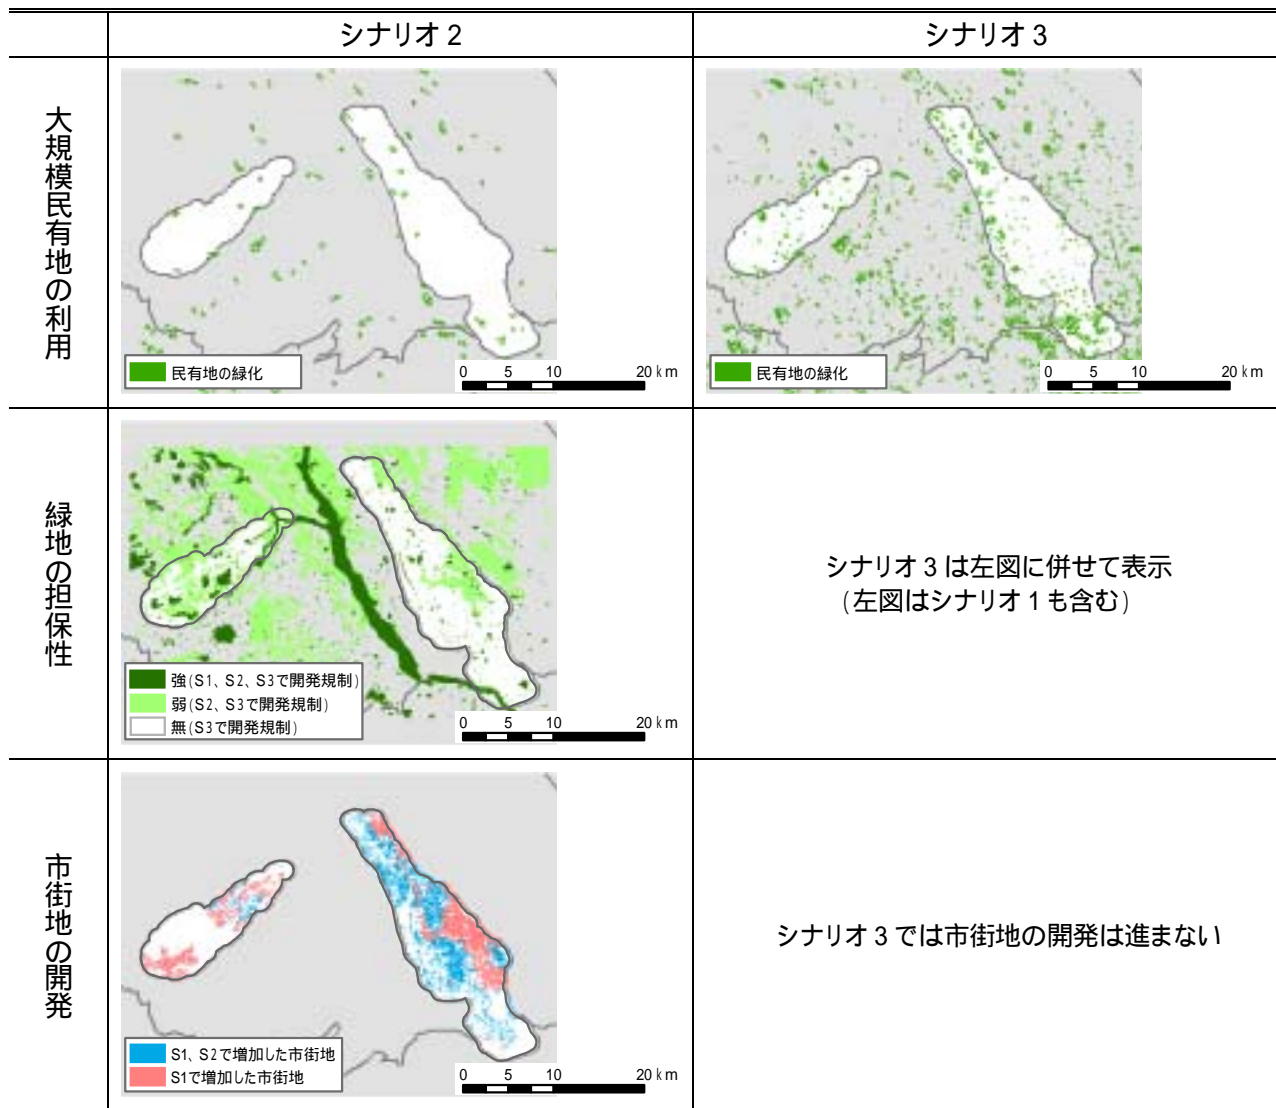 シナリオ 2
シナリオ 3
大規模民有地の利用
民有地の緑化
0 5 10 20 km
民有地の緑化
0 5 10 20 km
緑地の担保性
強(S1、S2、S3で開発規制)
弱(S2、S3で開発規制)
無(S3で開発規制)
0 5 10 20 km
シナリオ 3 は左図に併せて表示
(左図はシナリオ 1 も含む)
市街地の開発
S1、S2で増加した市街地
S1で増加した市街地
0 5 10 20 km
シナリオ 3 では市街地の開発は進まない